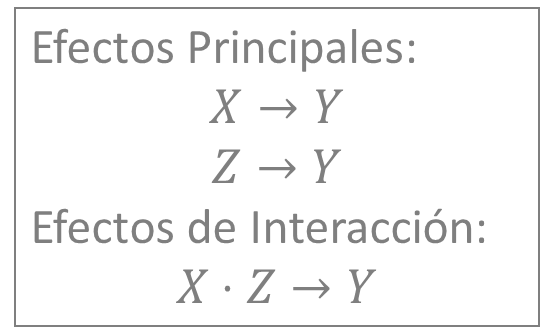 Efectos Principales:
X → Y
Z → Y
Efectos de Interacción:
X · Z → Y